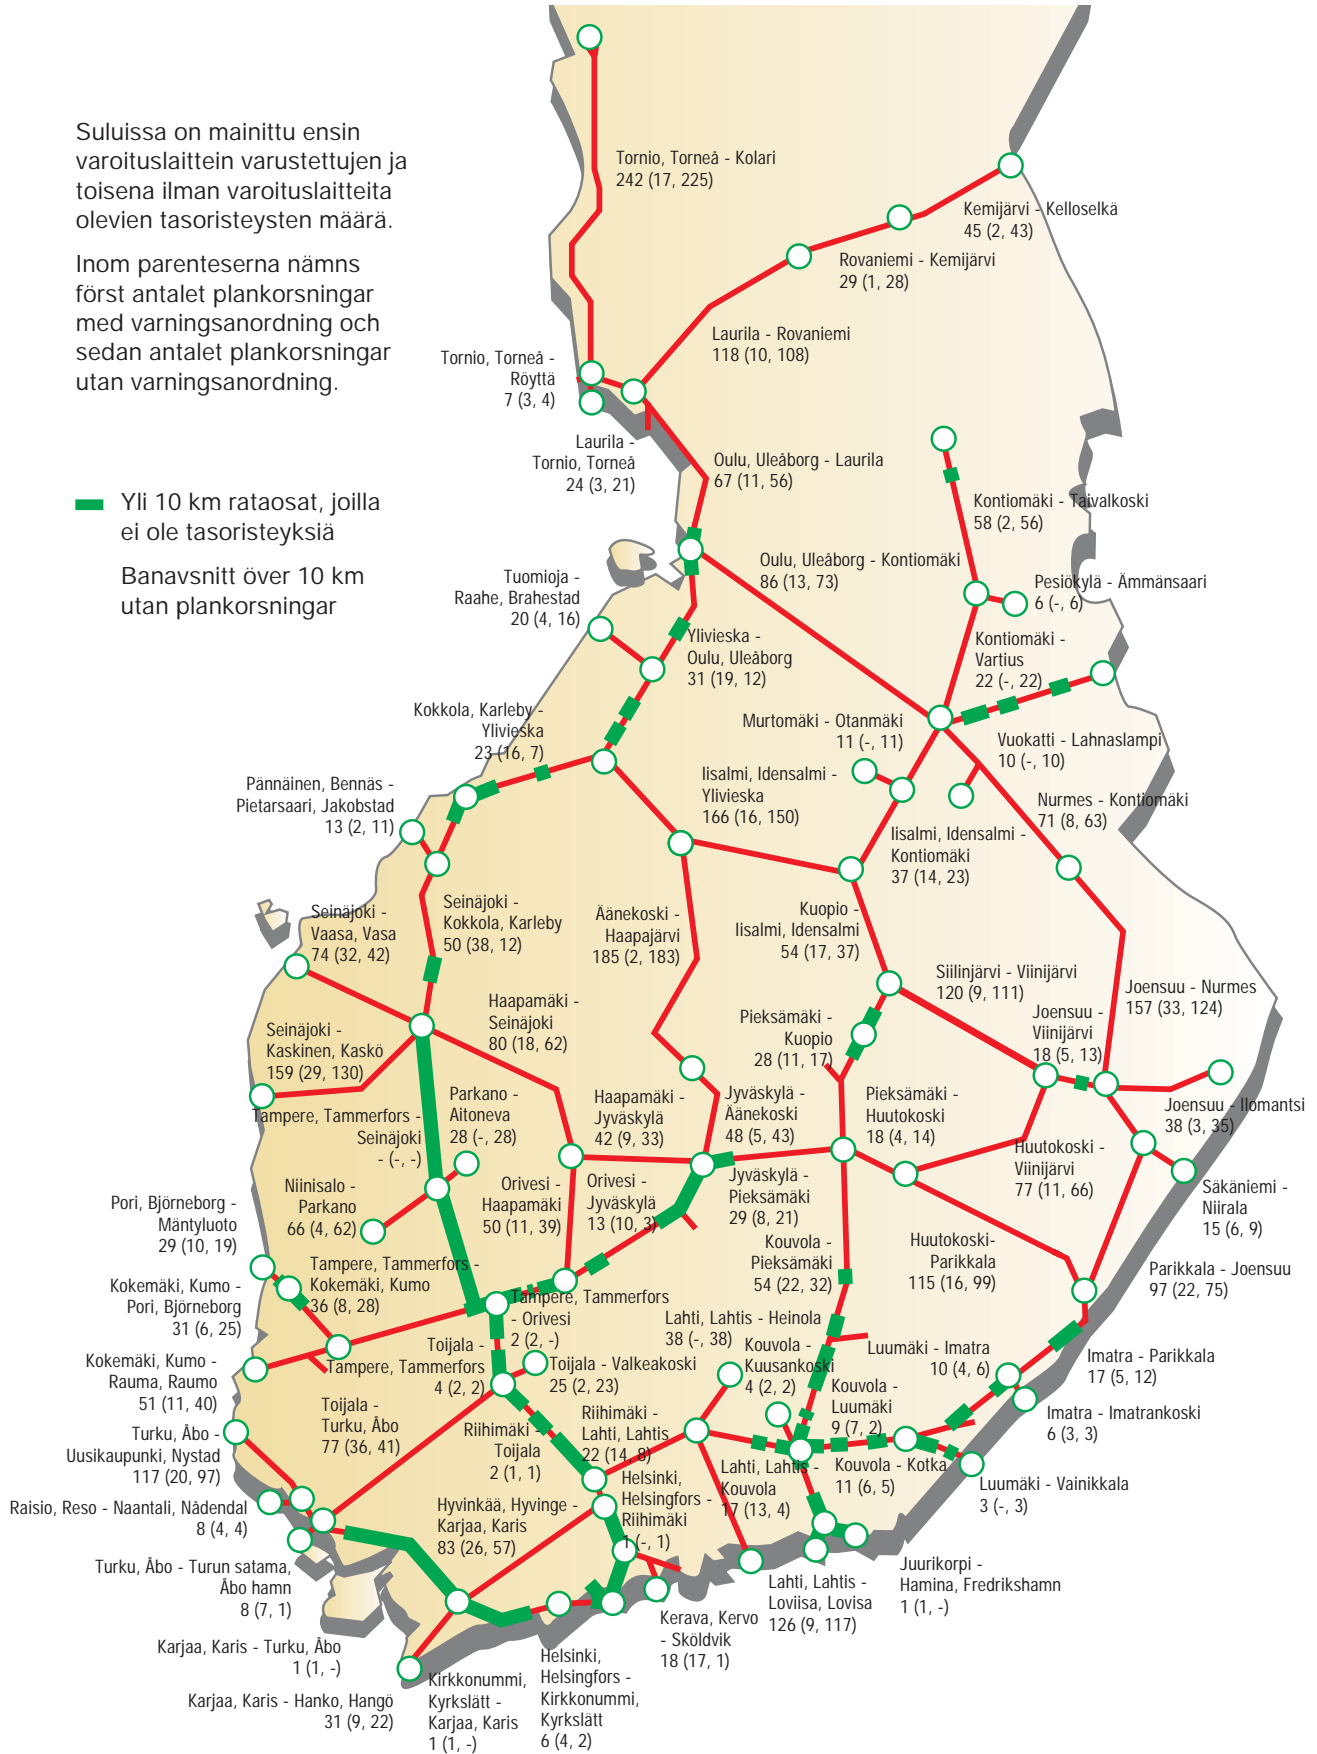 Suluissa on mainittu ensin
varoituslaittein varustettujen ja
toisena ilman varoituslaitteita
olevien tasoristeysten määrä.
Inom parenteserna nämns
först antalet plankorsningar
med varningsanordning och
sedan antalet plankorsningar
utan varningsanordning.
Yli 10 km rataosat, joilla
ei ole tasoristeyksiä
Banavsnitt över 10 km
utan plankorsningar
Tornio, Torneå - Kolari
242 (17, 225)
Kemijärvi - Kelloselkä
45 (2, 43)
Rovaniemi - Kemijärvi
29 (1, 28)
Laurila - Rovaniemi
118 (10, 108)
Tornio, Torneå -
Röyttä
7 (3, 4)
Laurila -
Tornio, Torneå
24 (3, 21)
Oulu, Uleåborg - Laurila
67 (11, 56)
Kontiomäki - Taivalkoski
58 (2, 56)
Oulu, Uleåborg - Kontiomäki
86 (13, 73)
Pesiökylä - Ämmänsaari
6 (-, 6)
Tuomioja -
Raahe, Brahestad
20 (4, 16)
Ylivieska -
Oulu, Uleåborg
31 (19, 12)
Kontiomäki -
Vartius
22 (-, 22)
Kokkola, Karleby -
Ylivieska
23 (16, 7)
Murtomäki - Otanmäki
11 (-, 11)
Vuokatti - Lahnaslampi
10 (-, 10)
Pännäinen, Bennäs -
Pietarsaari, Jakobstad
13 (2, 11)
Iisalmi, Idensalmi -
Ylivieska
166 (16, 150)
Nurmes - Kontiomäki
71 (8, 63)
Iisalmi, Idensalmi -
Kontiomäki
37 (14, 23)
Seinäjoki -
Vaasa, Vasa
74 (32, 42)
Seinäjoki -
Kokkola, Karleby
50 (38, 12)
Äänekoski -
Haapajärvi
185 (2, 183)
Kuopio -
Iisalmi, Idensalmi
54 (17, 37)
Siilinjärvi - Viinijärvi
120 (9, 111)
Joensuu - Nurmes
157 (33, 124)
Haapamäki -
Seinäjoki
80 (18, 62)
Seinäjoki -
Kaskinen, Kaskö
159 (29, 130)
Pieksämäki -
Kuopio
28 (11, 17)
Joensuu -
Viinijärvi
18 (5, 13)
Parkano -
Aitoneva
28 (-, 28)
Haapamäki -
Jyväskylä
42 (9, 33)
Jyväskylä -
Äänekoski
48 (5, 43)
Pieksämäki -
Huutokoski
18 (4, 14)
Joensuu - Ilomantsi
38 (3, 35)
Tampere, Tammerfors -
Seinäjoki
- (-, -)
Huutokoski -
Viinijärvi
77 (11, 66)
Niinisalo -
Parkano
66 (4, 62)
Orivesi -
Haapamäki
50 (11, 39)
Orivesi -
Jyväskylä
13 (10, 3)
Jyväskylä -
Pieksämäki
29 (8, 21)
Säkäniemi -
Niirala
15 (6, 9)
Pori, Björneborg -
Mäntyluoto
29 (10, 19)
Kouvola -
Pieksämäki
54 (22, 32)
Huutokoski-
Parikkala
115 (16, 99)
Parikkala - Joensuu
97 (22, 75)
Tampere, Tammerfors -
Kokemäki, Kumo
36 (8, 28)
Kokemäki, Kumo -
Pori, Björneborg
31 (6, 25)
Tampere, Tammerfors
- Orivesi
2 (2, -)
Lahti, Lahtis - Heinola
38 (-, 38)
Toijala -
Tampere, Tammerfors
4 (2, 2)
Kouvola -
Kuusankoski
4 (2, 2)
Luumäki - Imatra
10 (4, 6)
Imatra - Parikkala
17 (5, 12)
Kokemäki, Kumo -
Rauma, Raumo
51 (11, 40)
Toijala - Valkeakoski
25 (2, 23)
Kouvola -
Luumäki
9 (7, 2)
Toijala -
Turku, Åbo
77 (36, 41)
Riihimäki -
Lahti, Lahtis
22 (14, 8)
Imatra - Imatrankoski
6 (3, 3)
Turku, Åbo -
Uusikaupunki, Nystad
117 (20, 97)
Riihimäki -
Toijala
2 (1, 1)
Lahti, Lahtis -
Kouvola
17 (13, 4)
Kouvola - Kotka
11 (6, 5)
Luumäki - Vainikkala
3 (-, 3)
Helsinki,
Helsingfors -
Riihimäki
1 (-, 1)
Raisio, Reso - Naantali, Nådendal
8 (4, 4)
Hyvinkää, Hyvinge -
Karjaa, Karis
83 (26, 57)
Turku, Åbo - Turun satama,
Åbo hamn
8 (7, 1)
Juurikorpi -
Hamina, Fredrikshamn
1 (1, -)
Lahti, Lahtis -
Loviisa, Lovisa
126 (9, 117)
Kerava, Kervo
- Sköldvik
18 (17, 1)
Karjaa, Karis - Turku, Åbo
1 (1, -)
Karjaa, Karis - Hanko, Hangö
31 (9, 22)
Kirkkonummi,
Kyrkslätt -
Karjaa, Karis
1 (1, -)
Helsinki,
Helsingfors -
Kirkkonummi,
Kyrkslätt
6 (4, 2)